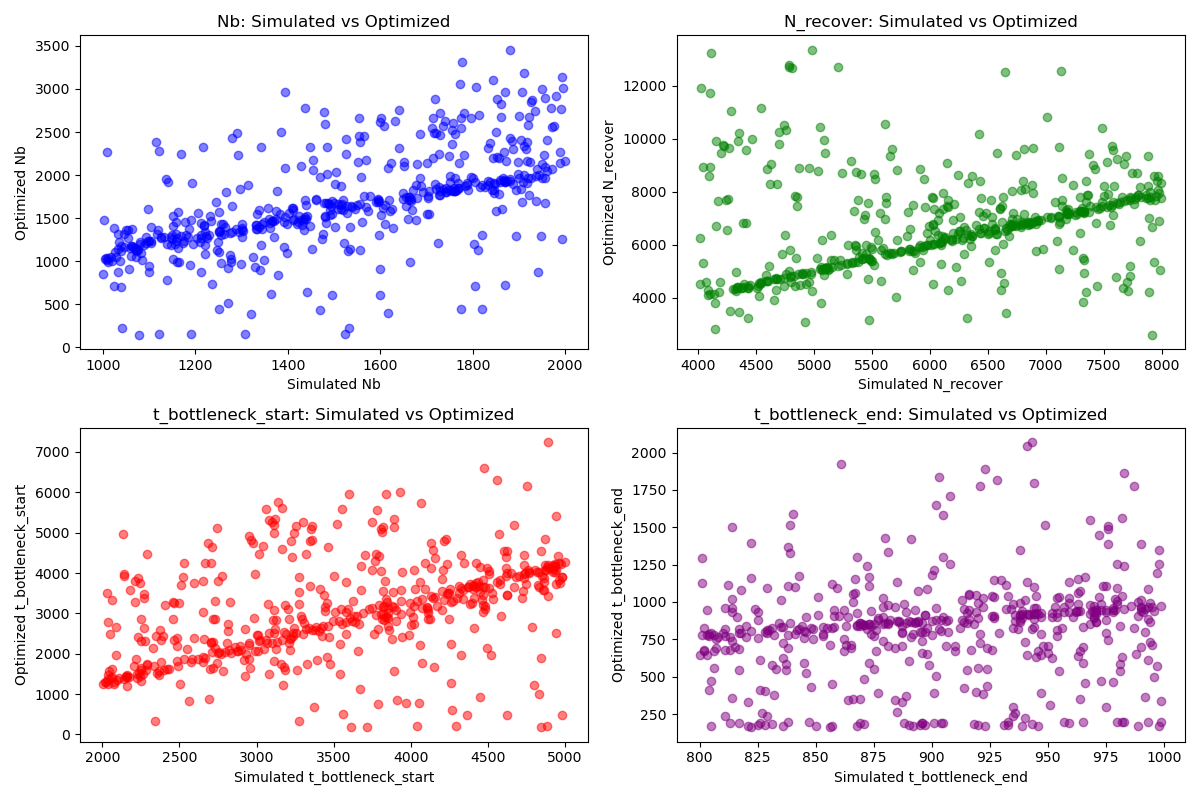 Nb: Simulated vs Optimized
3500
3000
2500
2000
1500
1000
500
0
Optimized Nb
1000 1200 1400 1600 1800 2000
Simulated Nb
N_recover: Simulated vs Optimized
12000
10000
8000
6000
4000
Optimized N_recover
4000 4500 5000 5500 6000 6500 7000 7500 8000
Simulated N_recover
t_bottleneck_start: Simulated vs Optimized
7000
6000
5000
4000
3000
2000
1000
0
Optimized t_bottleneck_start
2000 2500 3000 3500 4000 4500 5000
Simulated t_bottleneck_start
t_bottleneck_end: Simulated vs Optimized
2000
1750
1500
1250
1000
750
500
250
Optimized t_bottleneck_end
800 825 850 875 900 925 950 975 1000
Simulated t_bottleneck_end